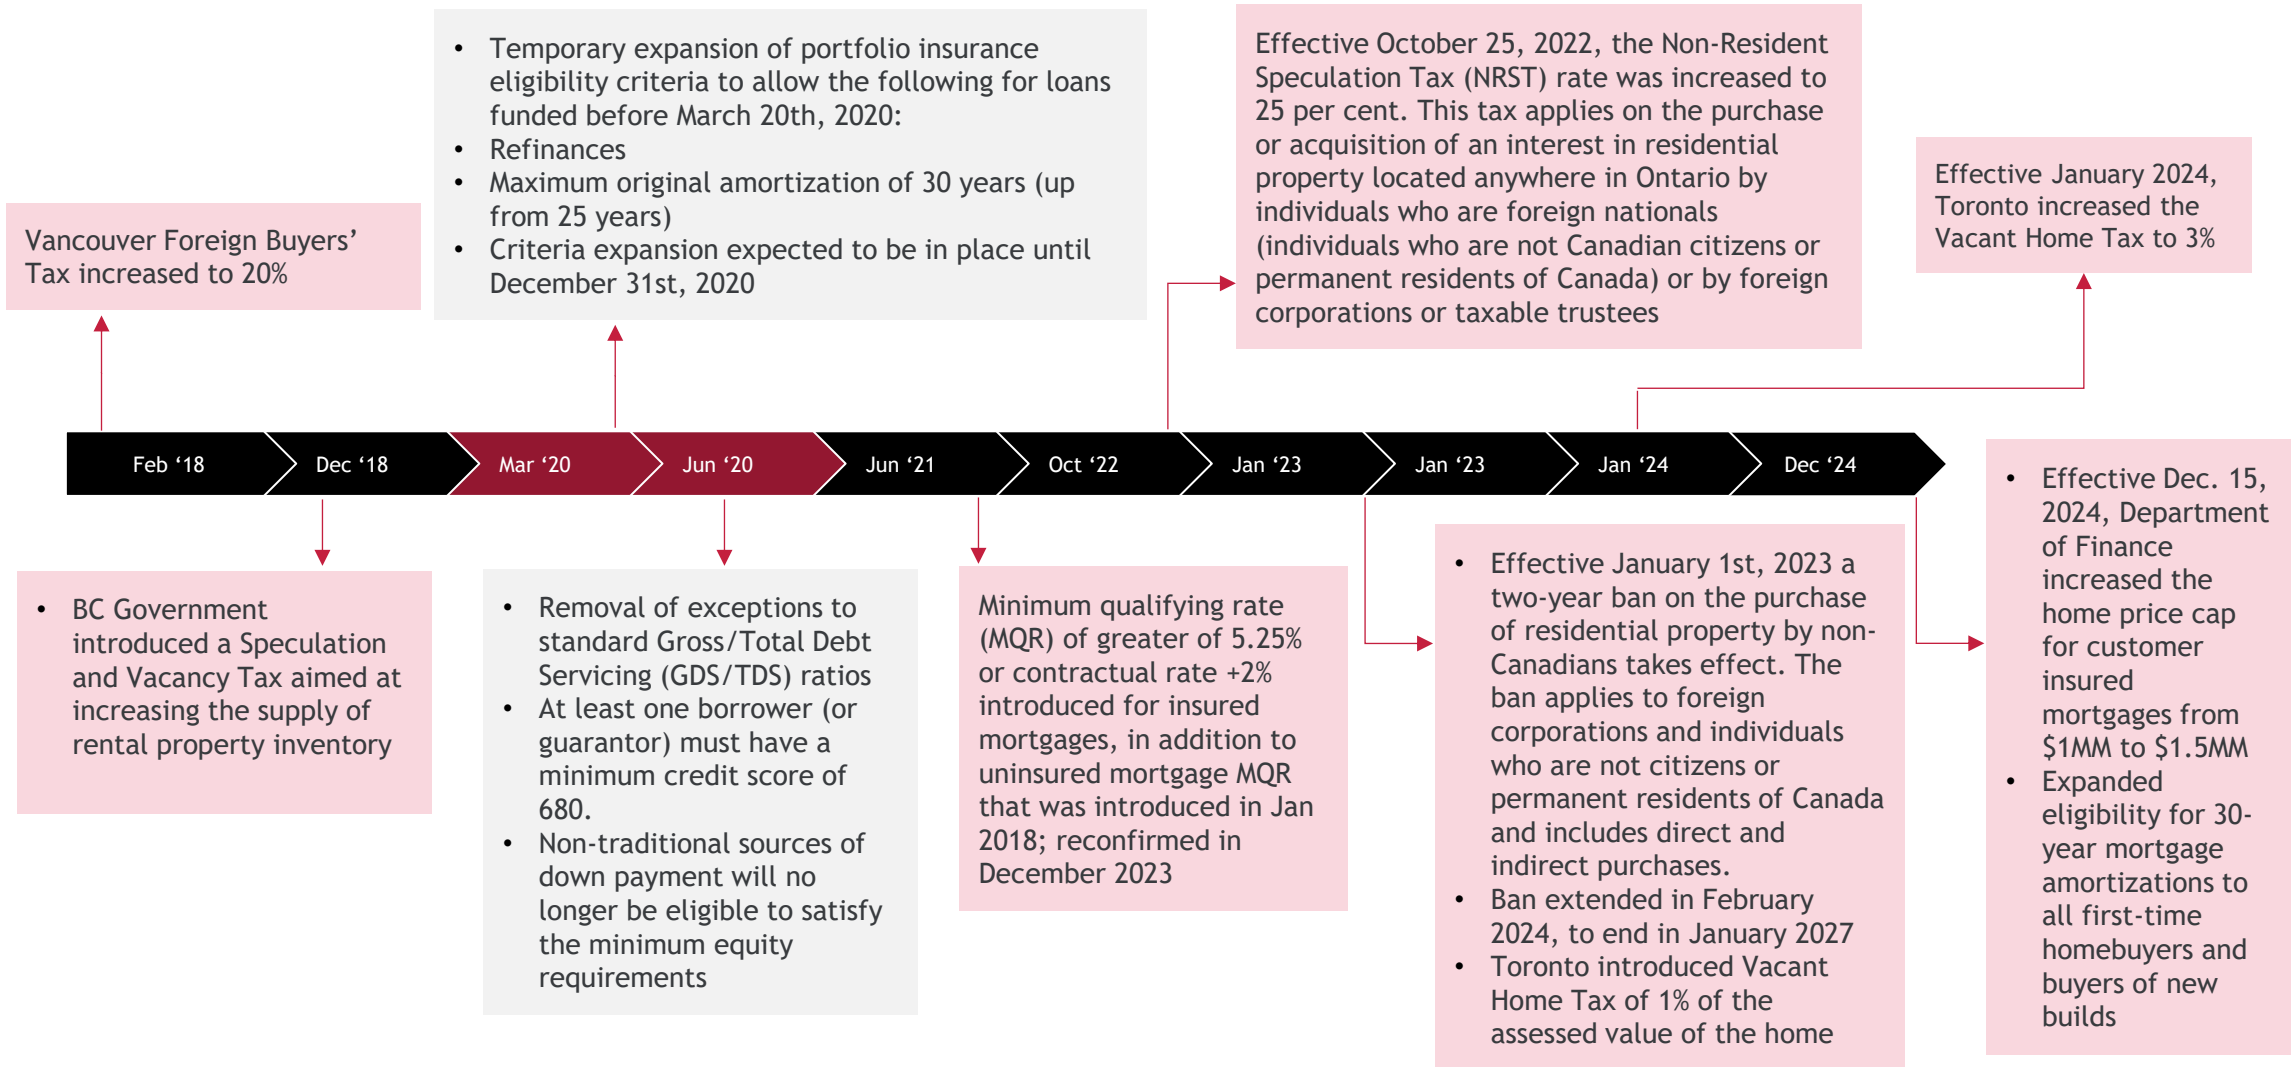 • Temporary expansion of portfolio insurance
eligibility criteria to allow the following for loans
funded before March 20th, 2020:
• Refinances
• Maximum original amortization of 30 years (up
from 25 years)
• Criteria expansion expected to be in place until
December 31st, 2020
Effective October 25, 2022, the Non-Resident
Speculation Tax (NRST) rate was increased to
25 per cent. This tax applies on the purchase
or acquisition of an interest in residential
property located anywhere in Ontario by
individuals who are foreign nationals
(individuals who are not Canadian citizens or
permanent residents of Canada) or by foreign
corporations or taxable trustees
Effective January 2024,
Toronto increased the
Vacant Home Tax to 3%
Vancouver Foreign Buyers’
Tax increased to 20%
Feb ‘18
Dec ‘18
Mar ‘20
Jun ‘20
Jun ‘21
Oct ‘22
Jan ‘23
Jan ‘23
Jan ‘24
Dec ‘24
• BC Government
introduced a Speculation
and Vacancy Tax aimed at
increasing the supply of
rental property inventory
• Removal of exceptions to
standard Gross/Total Debt
Servicing (GDS/TDS) ratios
• At least one borrower (or
guarantor) must have a
minimum credit score of
680.
• Non-traditional sources of
down payment will no
longer be eligible to satisfy
the minimum equity
requirements
Minimum qualifying rate
(MQR) of greater of 5.25%
or contractual rate +2%
introduced for insured
mortgages, in addition to
uninsured mortgage MQR
that was introduced in Jan
2018; reconfirmed in
December 2023
• Effective January 1st, 2023 a
two-year ban on the purchase
of residential property by non-
Canadians takes effect. The
ban applies to foreign
corporations and individuals
who are not citizens or
permanent residents of Canada
and includes direct and
indirect purchases.
• Ban extended in February
2024, to end in January 2027
• Toronto introduced Vacant
Home Tax of 1% of the
assessed value of the home
• Effective Dec. 15,
2024, Department
of Finance
increased the
home price cap
for customer
insured
mortgages from
$1MM to $1.5MM
• Expanded
eligibility for 30-
year mortgage
amortizations to
all first-time
homebuyers and
buyers of new
builds